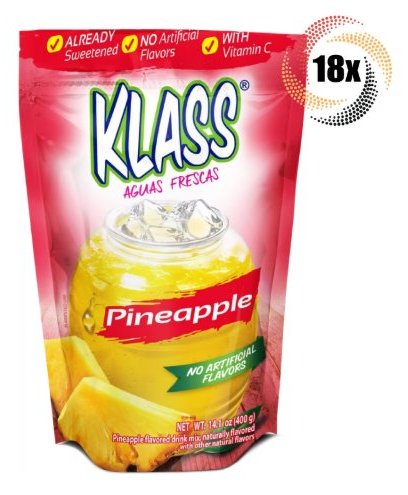 ALREADY Sweetened
NO Artificial Flavors
WITH Vitamin C
18x
KLASS®
AGUAS FRESCAS
Pineapple
NO ARTIFICIAL
FLAVORS
NET WT. 14.1 oz (400 g)
Pineapple flavored drink mix, naturally flavored
with other natural flavors